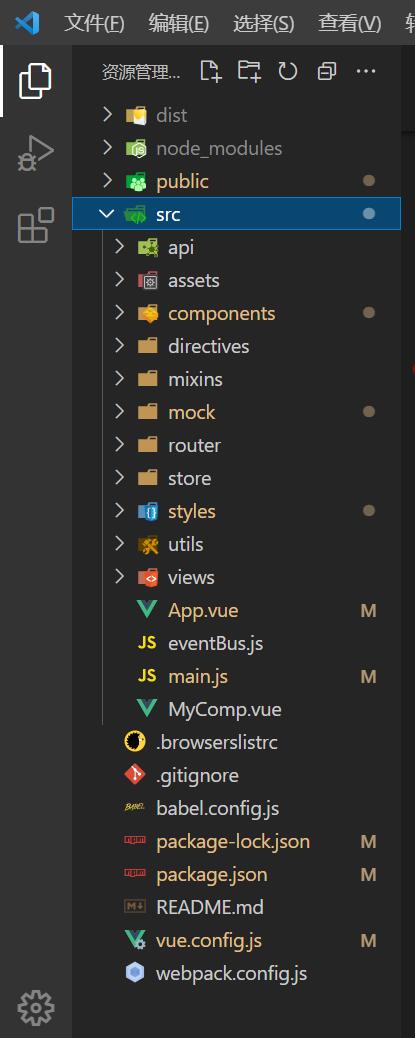 文件(F) 编辑(E) 选择(S) 查看(V)
资源管理...
dist
node_modules
public
src
api
assets
components
directives
mixins
mock
router
store
styles
utils
views
App.vue M
JS eventBus.js
JS main.js M
MyComp.vue
.browserslistrc
.gitignore
BABEL babel.config.js
package-lock.json M
package.json M
README.md
vue.config.js M
webpack.config.js